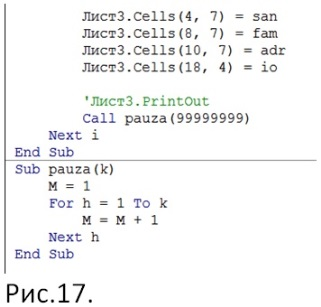 Лист3.Cells(4, 7) = san
Лист3.Cells(8, 7) = fam
Лист3.Cells(10, 7) = adr
Лист3.Cells(18, 4) = io
'Лист3.PrintOut
Call pauza(99999999)
Next i
End Sub
Sub pauza(k)
M = 1
For h = 1 To k
M = M + 1
Next h
End Sub
Рис.17.